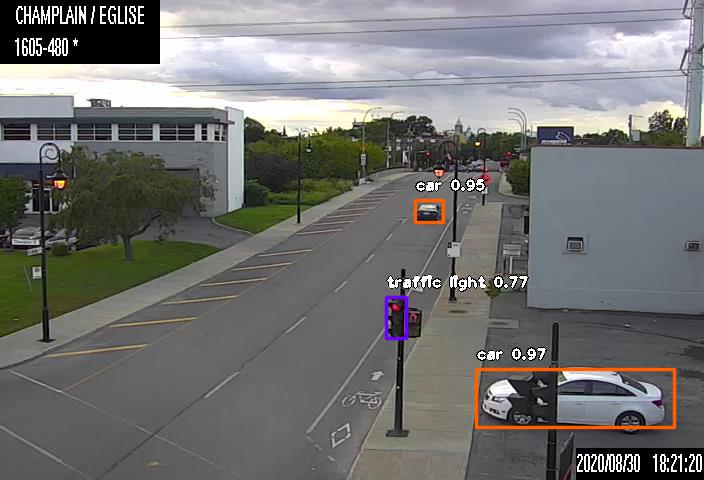 CHAMPLAIN / EGLISE
1605-480 *
car 0.95
traffic light 0.77
car 0.97
2020/08/30 18:21:20